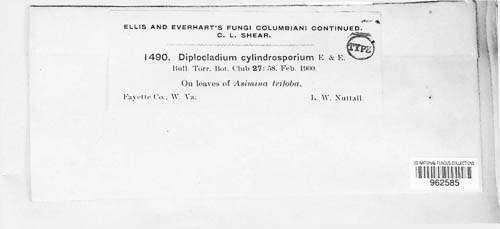 ELLIS AND EVERHART'S FUNGI COLUMBIANI CONTINUED.
C. L. SHEAR.
TYPE
1490. Diplocladium cylindrosporium E. & E.
Bull. Torr. Bot. Club 27: 58. Feb. 1900.
On leaves of Asimina triloba.
Fayette Co., W. Va. L. W. Nuttall.
US NATIONAL FUNGUS COLLECTIONS
962585